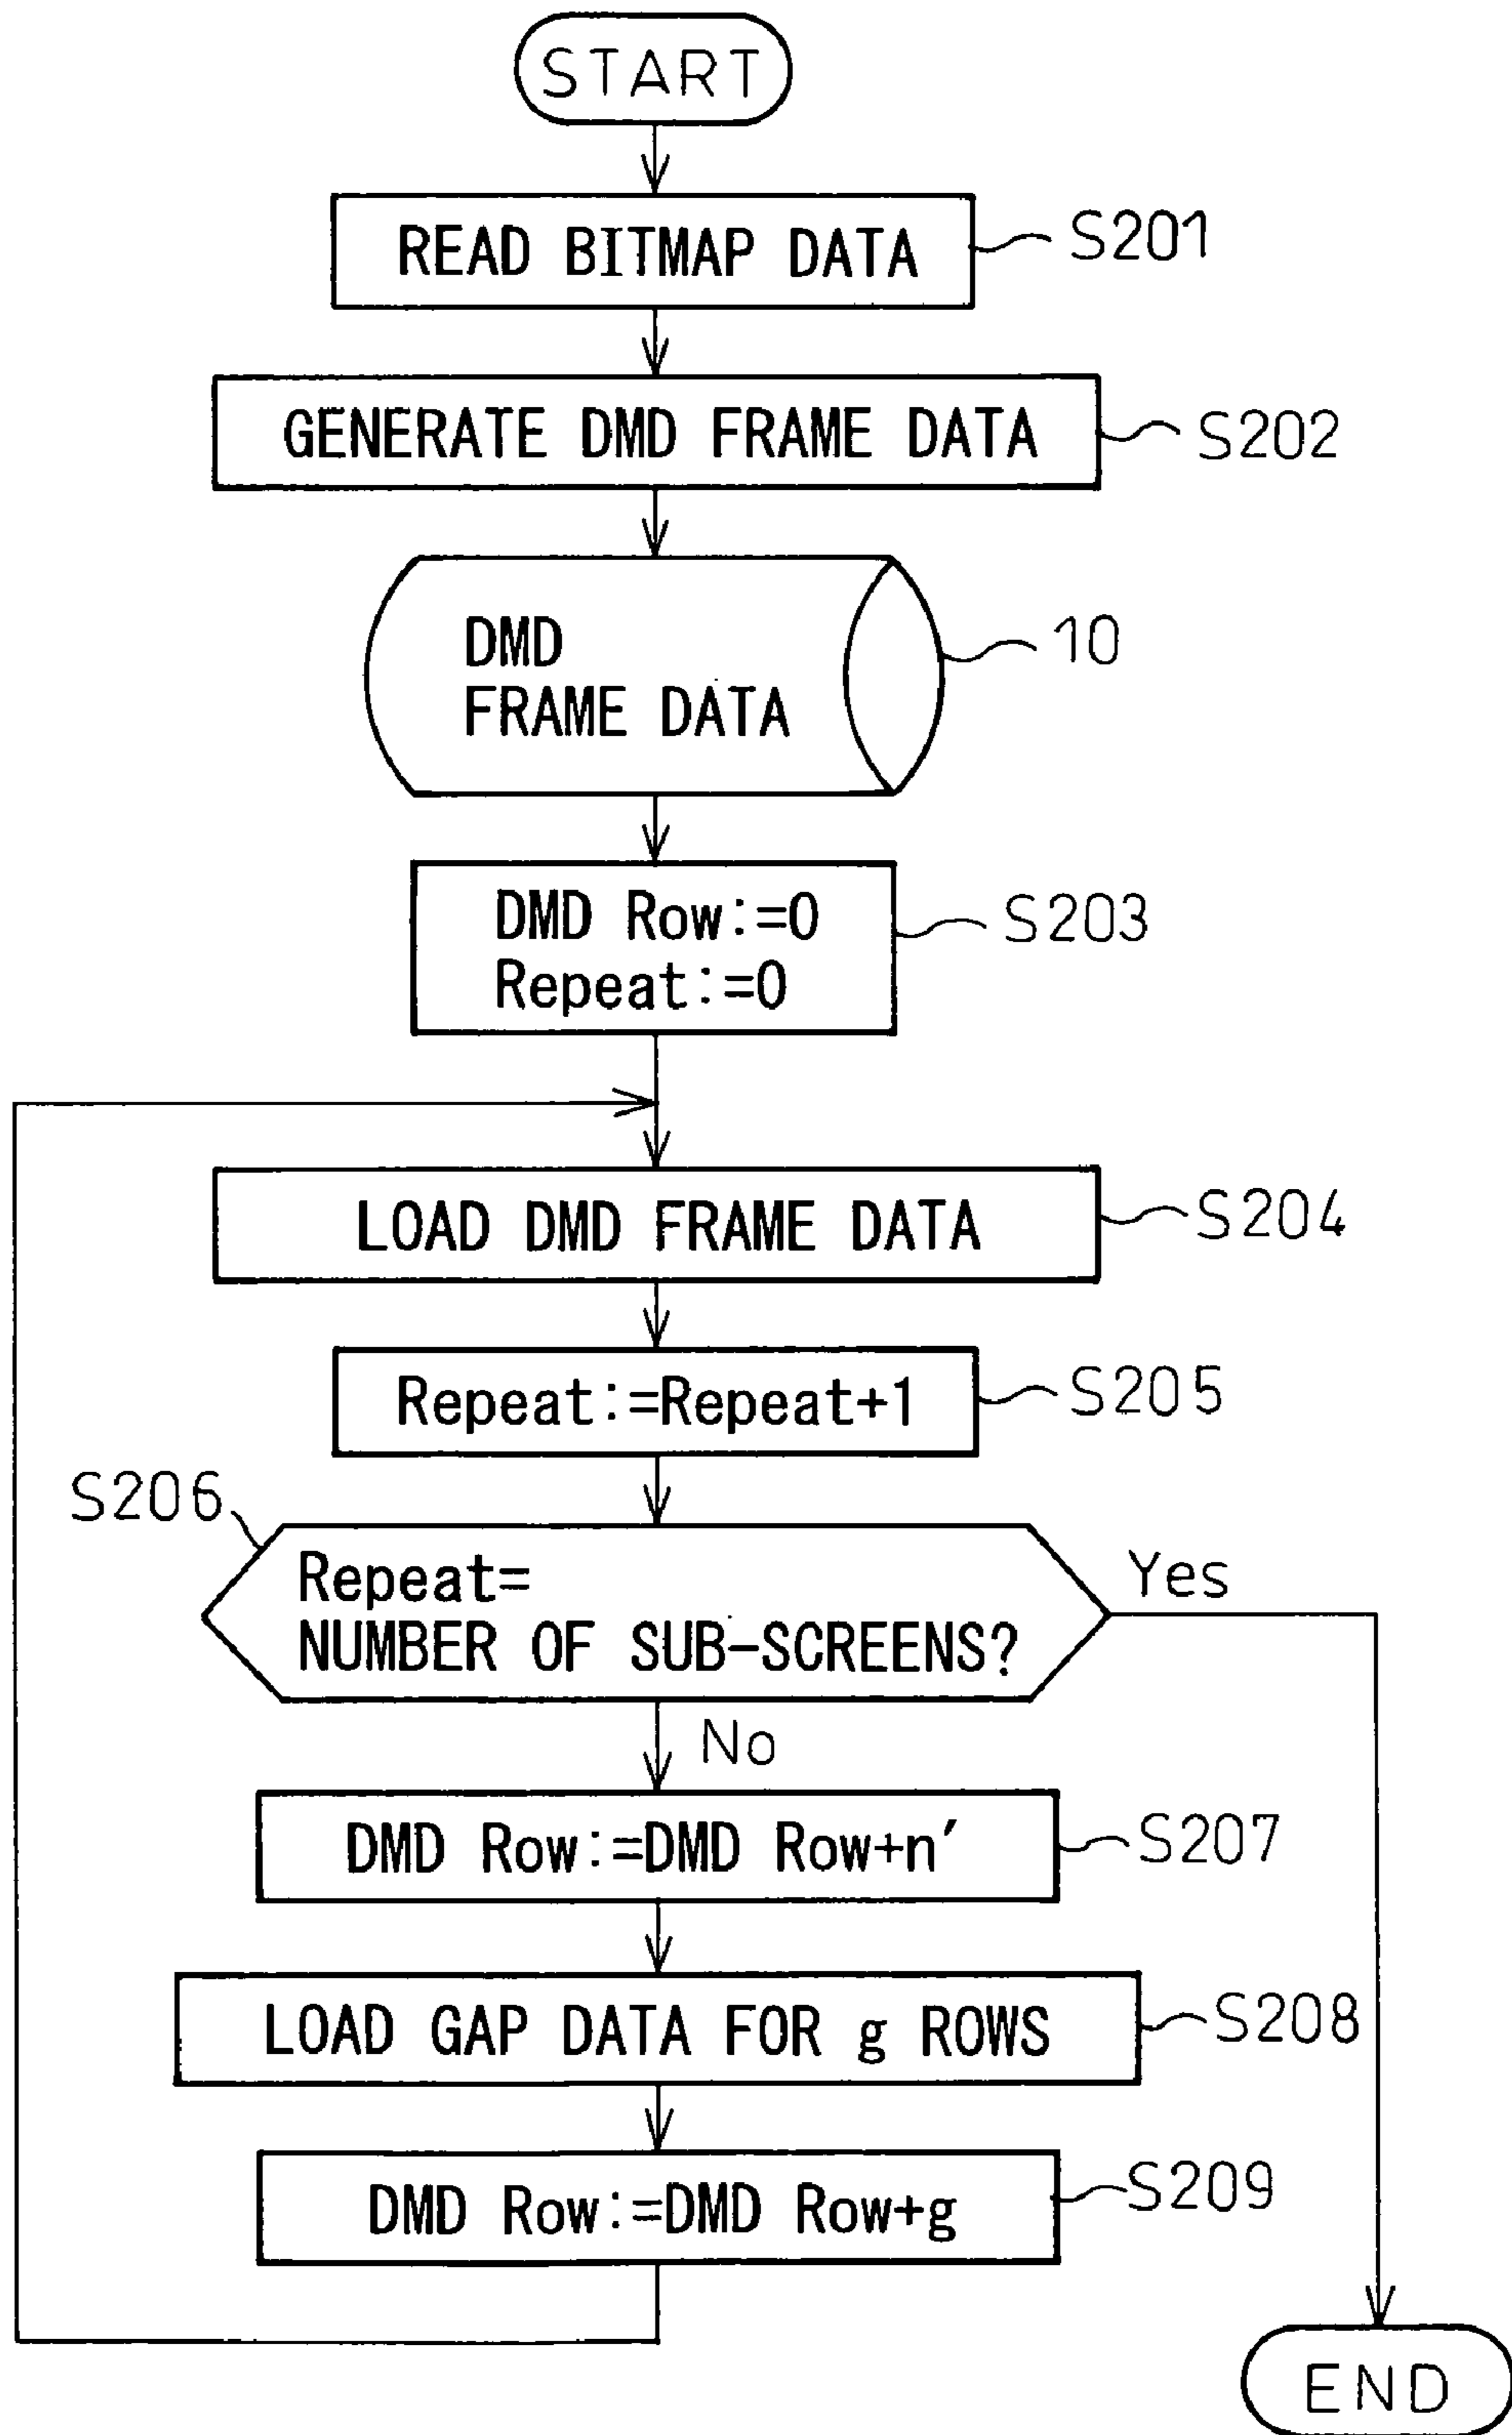 START
READ BITMAP DATA
S201
GENERATE DMD FRAME DATA
S202
DMD
FRAME DATA
10
DMD Row:=0
Repeat:=0
S203
LOAD DMD FRAME DATA
S204
Repeat:=Repeat+1
S205
S206
Repeat=
NUMBER OF SUB-SCREENS?
Yes
No
DMD Row:=DMD Row+n′
S207
LOAD GAP DATA FOR g ROWS
S208
DMD Row:=DMD Row+g
S209
END